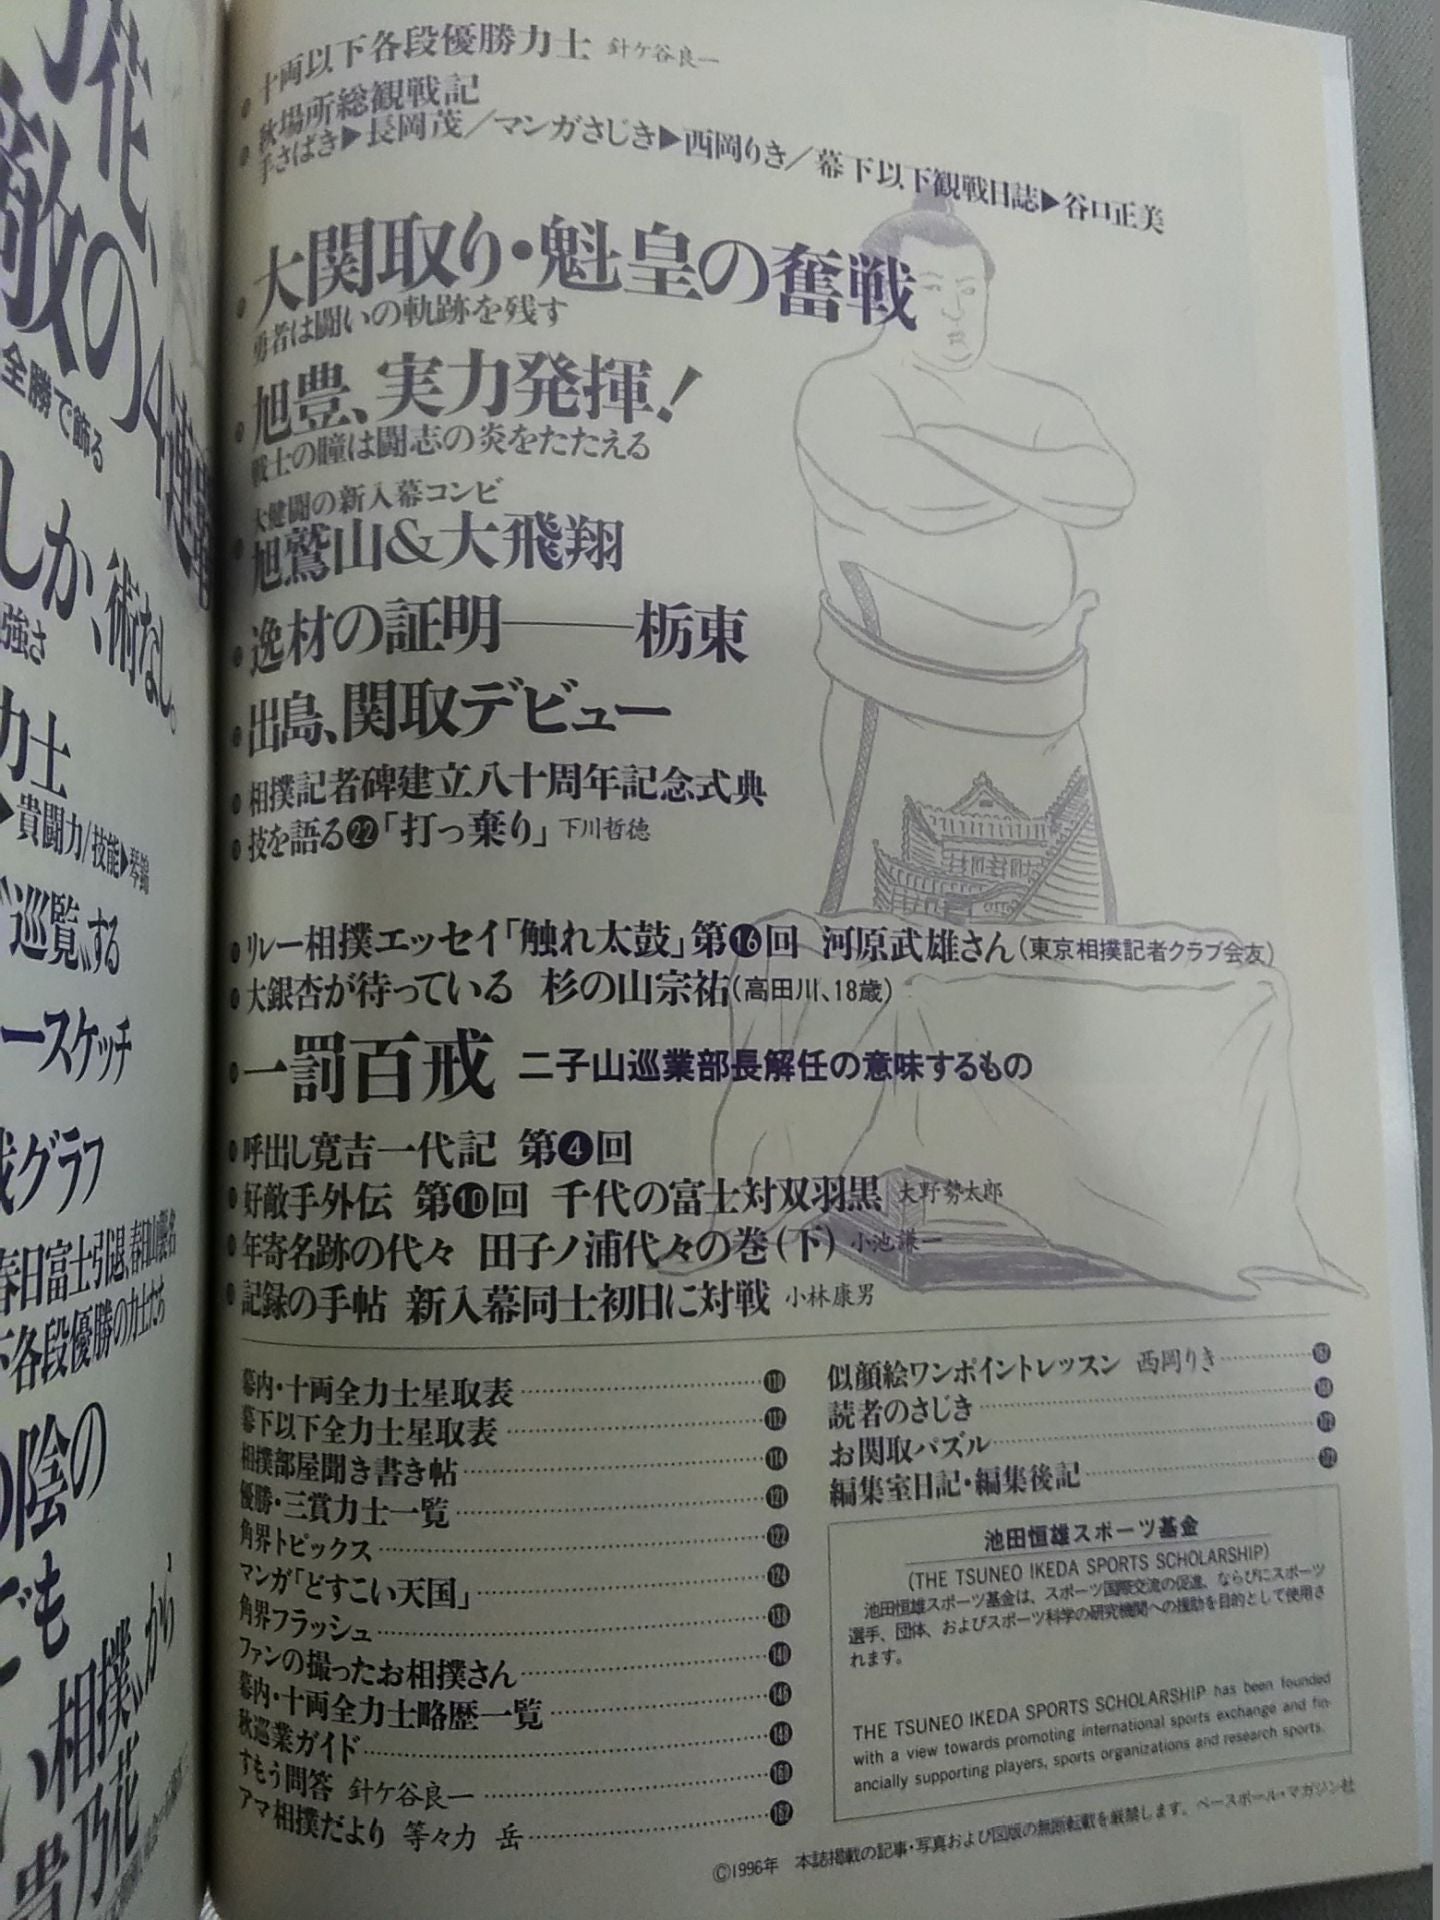 花、
敵の4連覇
全勝で飾る
しか、術なし。
強さ
力士
貴闘力/技能▶琴錦
〝巡覧〟する
ースケッチ
グラフ
春日富士引退、春日山襲名
各段優勝の力士たち
の陰の
ども
、相撲〟から
貴乃花
●十両以下各段優勝力士 針ケ谷良一
●秋場所総観戦記
手さばき▶長岡茂/マンガさじき▶西岡りき/幕下以下観戦日誌▶谷口正美
●大関取り・魁皇の奮戦
勇者は闘いの軌跡を残す
●旭豊、実力発揮!
戦士の瞳は闘志の炎をたたえる
大健闘の新入幕コンビ
●旭鷲山&大飛翔
●逸材の証明――栃東
●出島、関取デビュー
●相撲記者碑建立八十周年記念式典
●技を語る㉒「打っ棄り」 下川哲徳
●リレー相撲エッセイ「触れ太鼓」第⓰回 河原武雄さん(東京相撲記者クラブ会友)
●大銀杏が待っている 杉の山宗祐(高田川、18歳)
●一罰百戒 二子山巡業部長解任の意味するもの
●呼出し寛吉一代記 第❹回
●好敵手外伝 第❿回 千代の富士対双羽黒 大野勢太郎
●年寄名跡の代々 田子ノ浦代々の巻(下) 小池謙一
●記録の手帖 新入幕同士初日に対戦 小林康男
幕内・十両全力士星取表……110
幕下以下全力士星取表……112
相撲部屋聞き書き帖……114
優勝・三賞力士一覧……121
角界トピックス……122
マンガ「どすこい天国」……124
角界フラッシュ……
ファンの撮ったお相撲さん……140
幕内・十両全力士略歴一覧……146
秋巡業ガイド……148
すもう問答 針ケ谷良一……160
アマ相撲だより 等々力 岳……162
似顔絵ワンポイントレッスン 西岡りき……
読者のさじき……
お関取パズル……
編集室日記・編集後記……
池田恒雄スポーツ基金
(THE TSUNEO IKEDA SPORTS SCHOLARSHIP)
池田恒雄スポーツ基金は、スポーツ国際交流の促進、ならびにスポーツ
選手、団体、およびスポーツ科学の研究機関への援助を目的として使用さ
れます。
THE TSUNEO IKEDA SPORTS SCHOLARSHIP has been founded
with a view towards promoting international sports exchange and fin-
ancially supporting players, sports organizations and research sports.
©1996年 本誌掲載の記事・写真および図版の無断転載を厳禁します。ベースボール・マガジン社